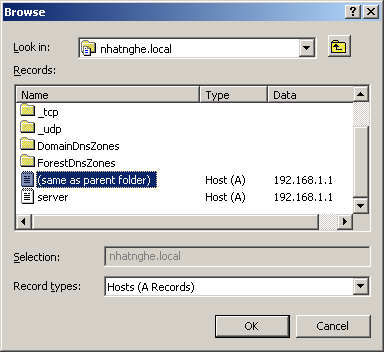 Browse
Look in: nhatnghe.local
Records:
Name Type Data
_tcp
_udp
DomainDnsZones
ForestDnsZones
(same as parent folder) Host (A) 192.168.1.1
server Host (A) 192.168.1.1
Selection: nhatnghe.local
Record types: Hosts (A Records)
OK Cancel